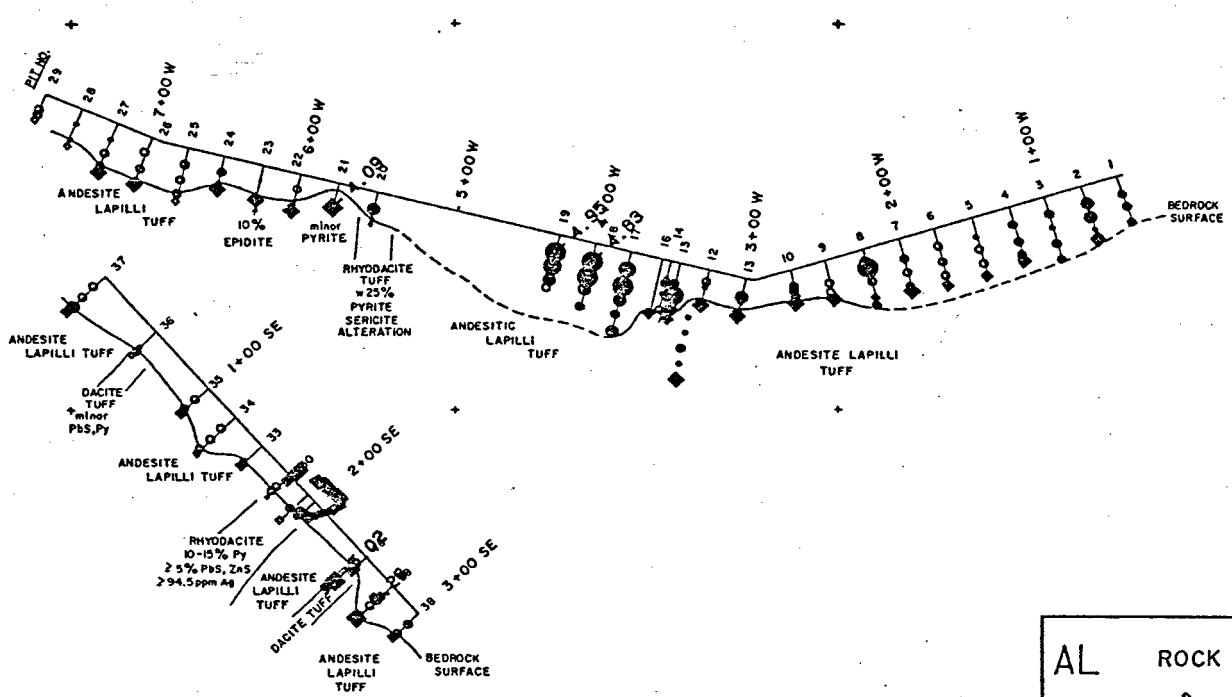 PIT NO.
29
28
27
7+00 W
26
25
24
23
22
6+00 W
21
.09
20
5+00 W
19
.95
4+00 W
18
.83
17
16
13
14
12
13
3+00 W
10
9
8
7
2+00 W
6
5
4
1+00 W
3
2
1
BEDROCK
SURFACE
ANDESITE
LAPILLI
TUFF
10%
EPIDITE
minor
PYRITE
RHYODACITE
TUFF
w 25%
PYRITE
SERICITE
ALTERATION
ANDESITIC
LAPILLI
TUFF
ANDESITE LAPILLI
TUFF
37
36
1+00 SE
35
34
33
2+00 SE
3+00 SE
38
ANDESITE
LAPILLI TUFF
DACITE
TUFF
minor
PbS, Py
ANDESITE
LAPILLI TUFF
RHYODACITE
10-15% Py
≥5% PbS, ZnS
≥94.5 ppm Ag
ANDESITE
LAPILLI
TUFF
DACITE TUFF
ANDESITE
LAPILLI
TUFF
BEDROCK
SURFACE
AL ROCK